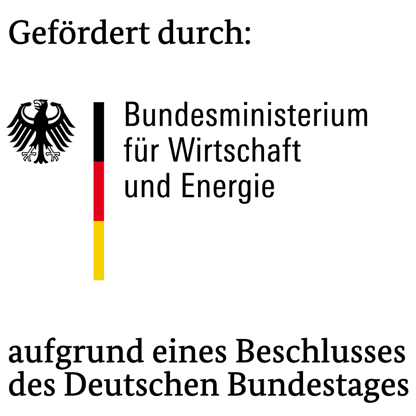 Gefördert durch:
Bundesministerium
für Wirtschaft
und Energie
aufgrund eines Beschlusses
des Deutschen Bundestages